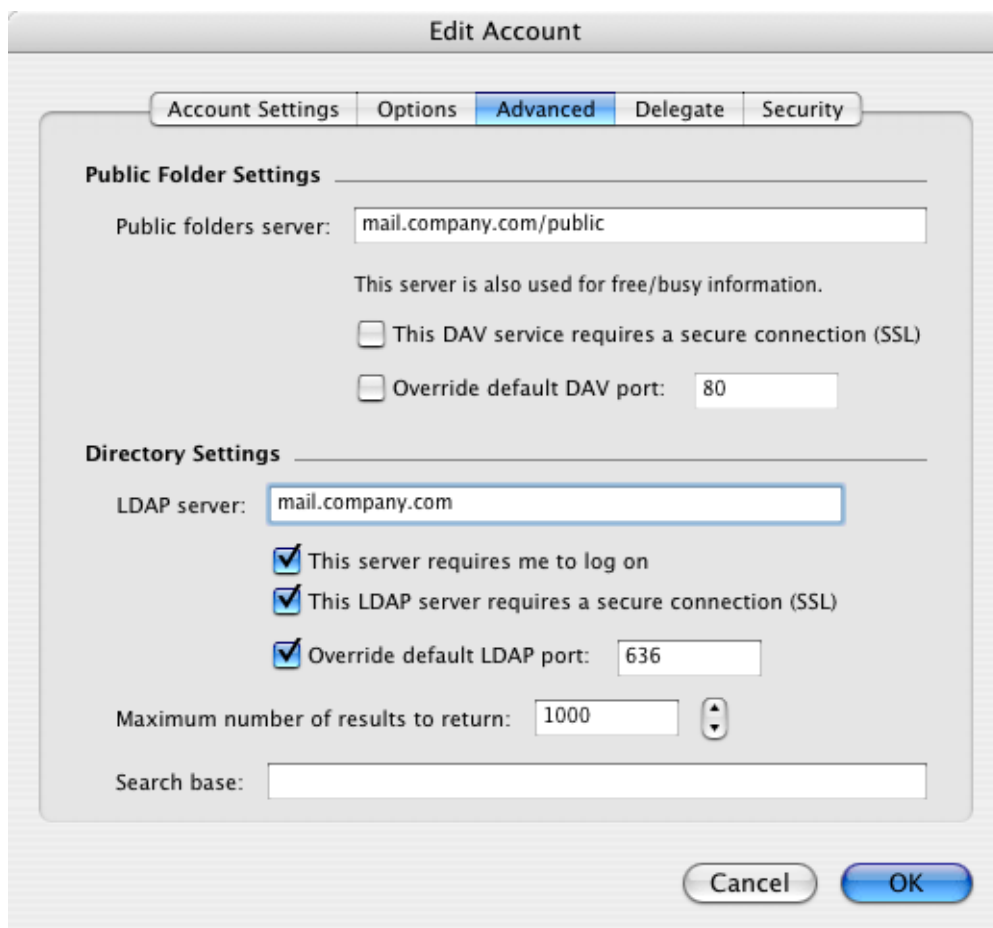 Edit Account
Account Settings Options Advanced Delegate Security
Public Folder Settings
Public folders server: mail.company.com/public
This server is also used for free/busy information.
This DAV service requires a secure connection (SSL)
Override default DAV port: 80
Directory Settings
LDAP server: mail.company.com
This server requires me to log on
This LDAP server requires a secure connection (SSL)
Override default LDAP port: 636
Maximum number of results to return: 1000
Search base:
Cancel OK